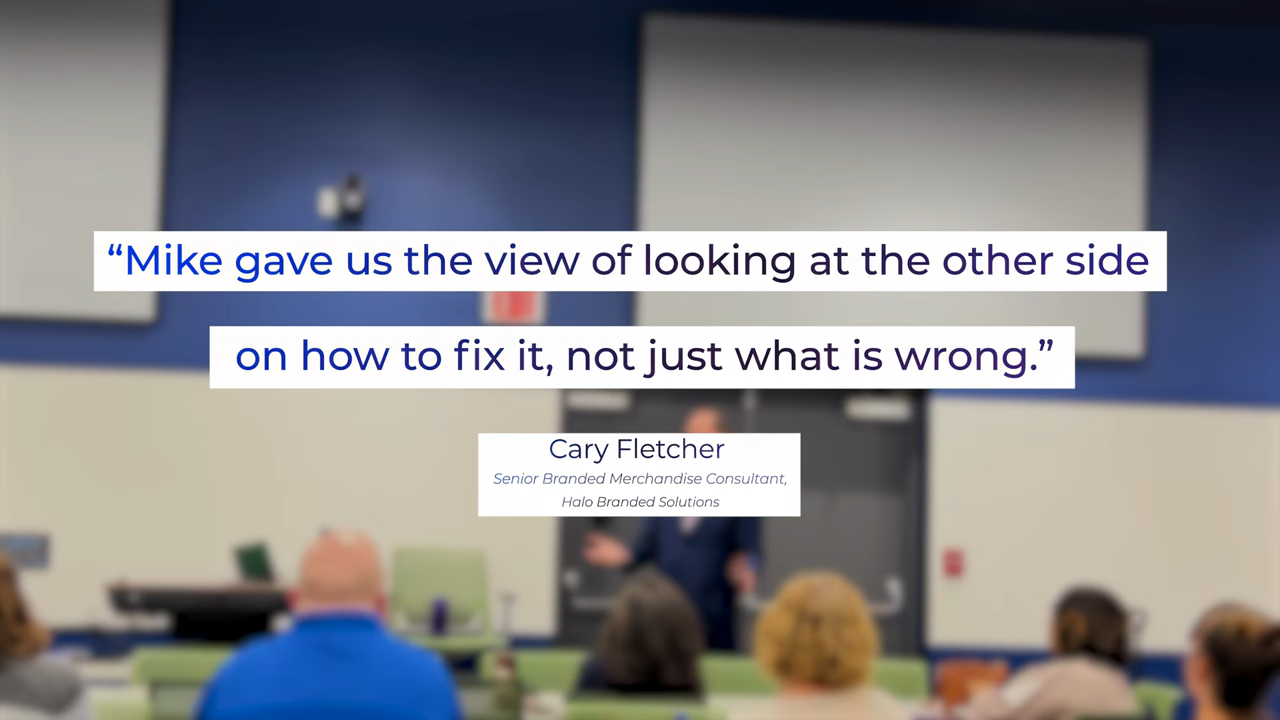 “Mike gave us the view of looking at the other side
on how to fix it, not just what is wrong.”
Cary Fletcher
Senior Branded Merchandise Consultant,
Halo Branded Solutions